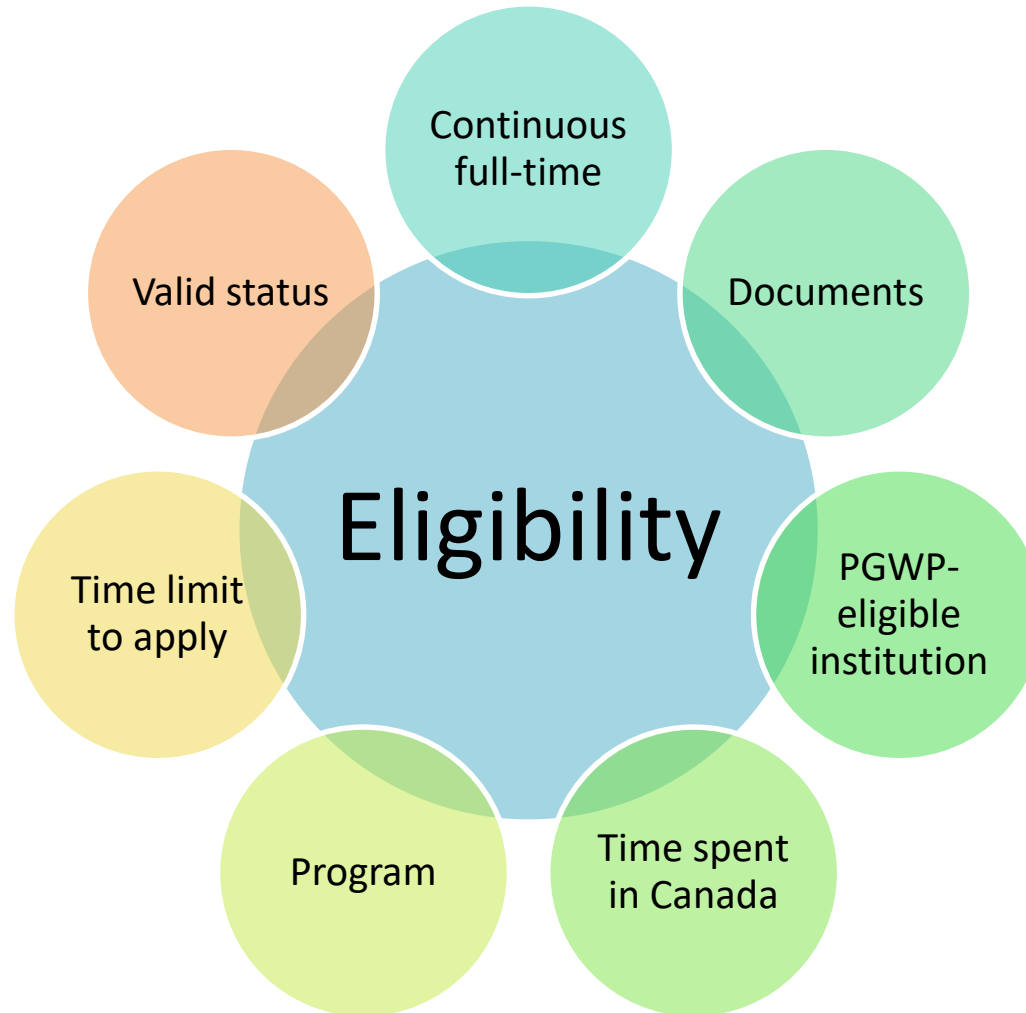 Continuous
full-time
Documents
PGWP-
eligible
institution
Time spent
in Canada
Program
Time limit
to apply
Valid status
Eligibility